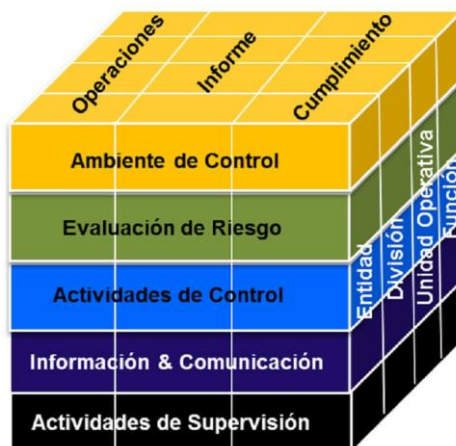 Operaciones
Informe
Cumplimiento
Ambiente de Control
Evaluación de Riesgo
Actividades de Control
Información & Comunicación
Actividades de Supervisión
Entidad
División
Unidad Operativa
Función